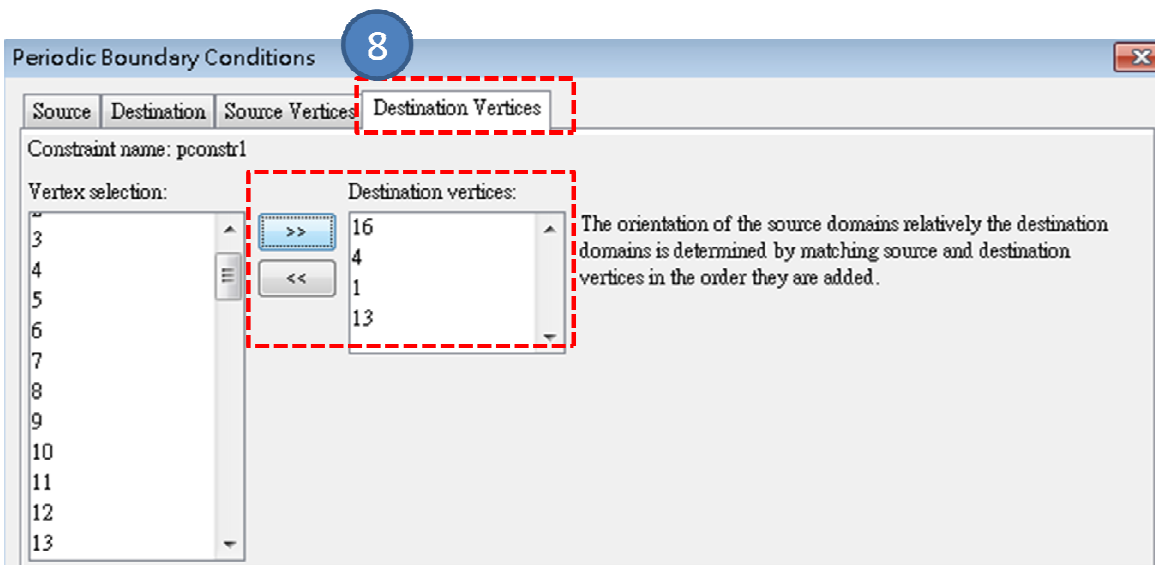 8
Periodic Boundary Conditions
Source Destination Source Vertices Destination Vertices
Constraint name: pconstr1
Vertex selection:
Destination vertices:
3
4
5
6
7
8
9
10
11
12
13
>>
<<
16
4
1
13
The orientation of the source domains relatively the destination
domains is determined by matching source and destination
vertices in the order they are added.